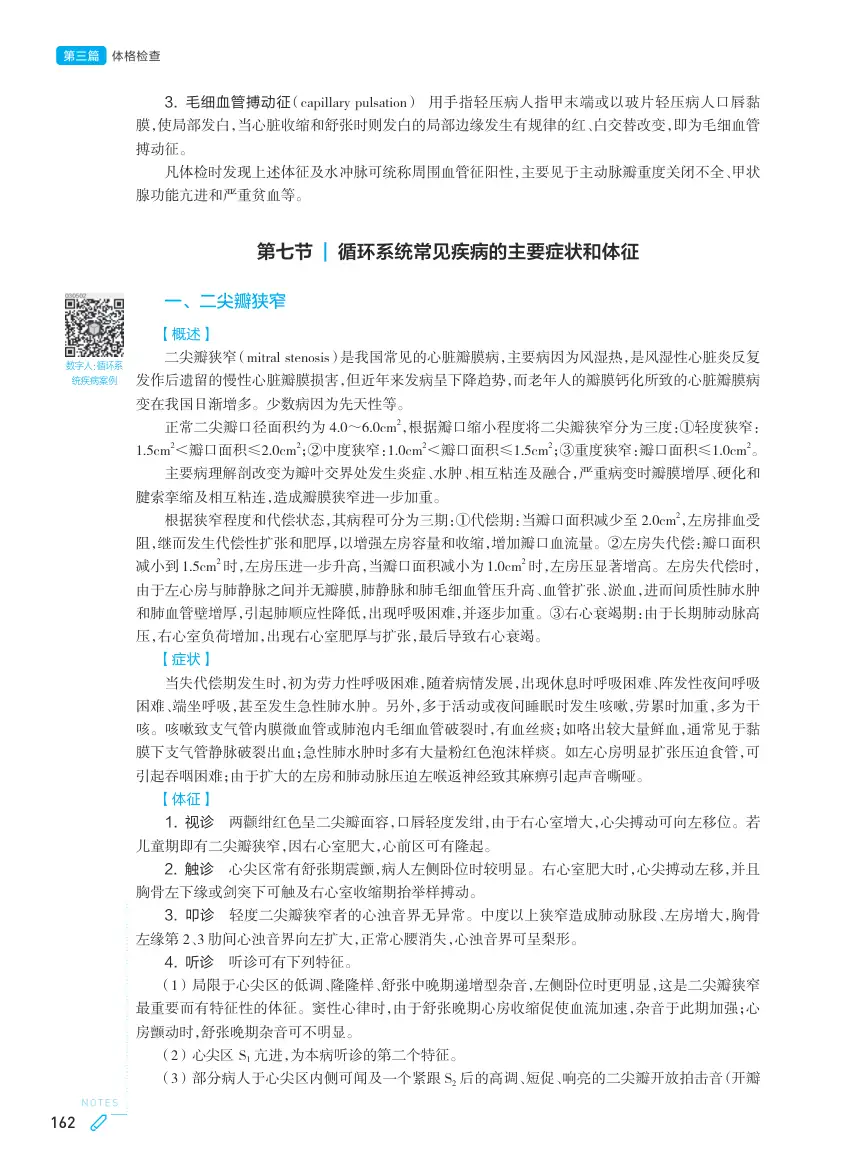 第三篇 体格检查
3. 毛细血管搏动征（capillary pulsation） 用手指轻压病人指甲末端或以玻片轻压病人口唇黏
膜，使局部发白，当心脏收缩和舒张时则发白的局部边缘发生有规律的红、白交替改变，即为毛细血管
搏动征。
凡体检时发现上述体征及水冲脉可统称周围血管征阳性，主要见于主动脉瓣重度关闭不全、甲状
腺功能亢进和严重贫血等。
第七节 | 循环系统常见疾病的主要症状和体征
数字人：循环系
统疾病案例
一、二尖瓣狭窄
【概述】
二尖瓣狭窄（mitral stenosis）是我国常见的心脏瓣膜病，主要病因为风湿热，是风湿性心脏炎反复
发作后遗留的慢性心脏瓣膜损害，但近年来发病呈下降趋势，而老年人的瓣膜钙化所致的心脏瓣膜病
变在我国日渐增多。少数病因为先天性等。
正常二尖瓣口径面积约为 4.0～6.0cm²，根据瓣口缩小程度将二尖瓣狭窄分为三度：①轻度狭窄：
1.5cm²＜瓣口面积≤2.0cm²；②中度狭窄：1.0cm²＜瓣口面积≤1.5cm²；③重度狭窄：瓣口面积≤1.0cm²。
主要病理解剖改变为瓣叶交界处发生炎症、水肿、相互粘连及融合，严重病变时瓣膜增厚、硬化和
腱索挛缩及相互粘连，造成瓣膜狭窄进一步加重。
根据狭窄程度和代偿状态，其病程可分为三期：①代偿期：当瓣口面积减少至 2.0cm²，左房排血受
阻，继而发生代偿性扩张和肥厚，以增强左房容量和收缩，增加瓣口血流量。②左房失代偿：瓣口面积
减小到 1.5cm² 时，左房压进一步升高，当瓣口面积减小为 1.0cm² 时，左房压显著增高。左房失代偿时，
由于左心房与肺静脉之间并无瓣膜，肺静脉和肺毛细血管压升高、血管扩张、淤血，进而间质性肺水肿
和肺血管壁增厚，引起肺顺应性降低，出现呼吸困难，并逐步加重。③右心衰竭期：由于长期肺动脉高
压，右心室负荷增加，出现右心室肥厚与扩张，最后导致右心衰竭。
【症状】
当失代偿期发生时，初为劳力性呼吸困难，随着病情发展，出现休息时呼吸困难、阵发性夜间呼吸
困难、端坐呼吸，甚至发生急性肺水肿。另外，多于活动或夜间睡眠时发生咳嗽，劳累时加重，多为干
咳。咳嗽致支气管内膜微血管或肺泡内毛细血管破裂时，有血丝痰；如咯出较大量鲜血，通常见于黏
膜下支气管静脉破裂出血；急性肺水肿时多有大量粉红色泡沫样痰。如左心房明显扩张压迫食管，可
引起吞咽困难；由于扩大的左房和肺动脉压迫左喉返神经致其麻痹引起声音嘶哑。
【体征】
1. 视诊 两颧绀红色呈二尖瓣面容，口唇轻度发绀，由于右心室增大，心尖搏动可向左移位。若
儿童期即有二尖瓣狭窄，因右心室肥大，心前区可有隆起。
2. 触诊 心尖区常有舒张期震颤，病人左侧卧位时较明显。右心室肥大时，心尖搏动左移，并且
胸骨左下缘或剑突下可触及右心室收缩期抬举样搏动。
3. 叩诊 轻度二尖瓣狭窄者的心浊音界无异常。中度以上狭窄造成肺动脉段、左房增大，胸骨
左缘第 2、3 肋间心浊音界向左扩大，正常心腰消失，心浊音界可呈梨形。
4. 听诊 听诊可有下列特征。
（1）局限于心尖区的低调、隆隆样、舒张中晚期递增型杂音，左侧卧位时更明显，这是二尖瓣狭窄
最重要而有特征性的体征。窦性心律时，由于舒张晚期心房收缩促使血流加速，杂音于此期加强；心
房颤动时，舒张晚期杂音可不明显。
（2）心尖区 S₁ 亢进，为本病听诊的第二个特征。
（3）部分病人于心尖区内侧可闻及一个紧跟 S₂ 后的高调、短促、响亮的二尖瓣开放拍击音（开瓣
NOTES
162